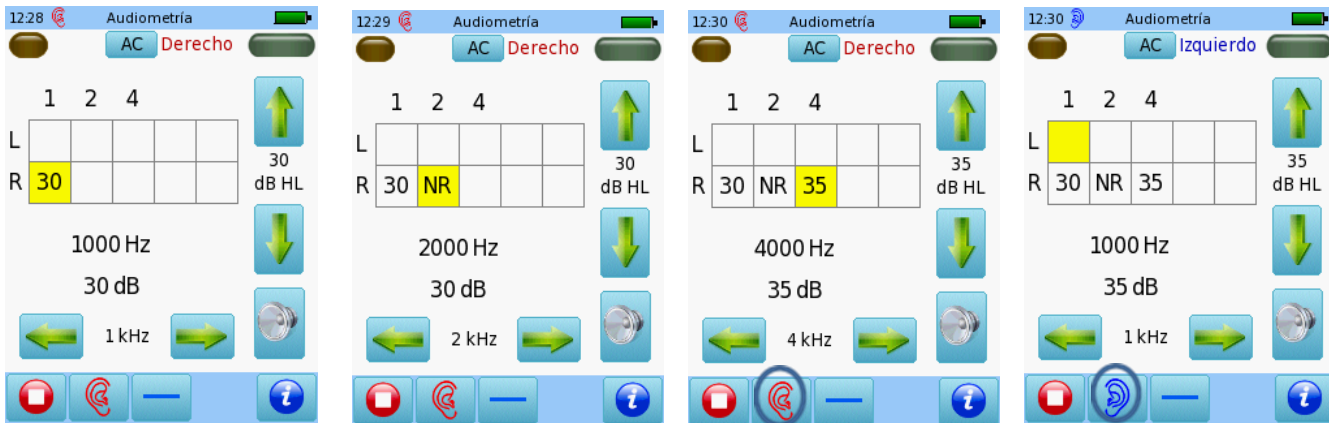 12:28 Audiometría
AC Derecho
1 2 4
L
R 30
30
dB HL
1000 Hz
30 dB
1 kHz
i
12:29 Audiometría
AC Derecho
1 2 4
L
R 30 NR
30
dB HL
2000 Hz
30 dB
2 kHz
i
12:30 Audiometría
AC Derecho
1 2 4
L
R 30 NR 35
35
dB HL
4000 Hz
35 dB
4 kHz
i
12:30 Audiometría
AC Izquierdo
1 2 4
L
R 30 NR 35
35
dB HL
1000 Hz
35 dB
1 kHz
i